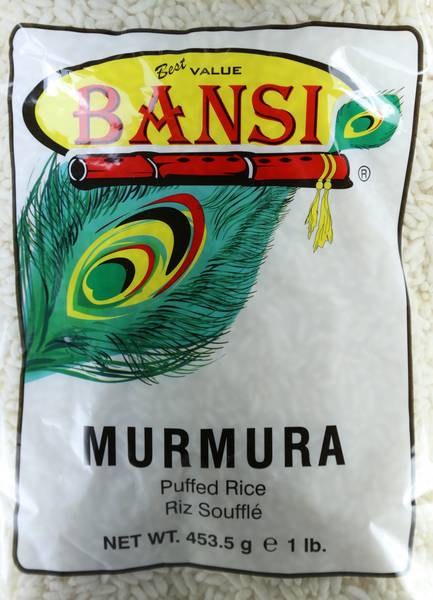 Best VALUE
BANSI
®
MURMURA
Puffed Rice
Riz Soufflé
NET WT. 453.5 g ℮ 1 lb.